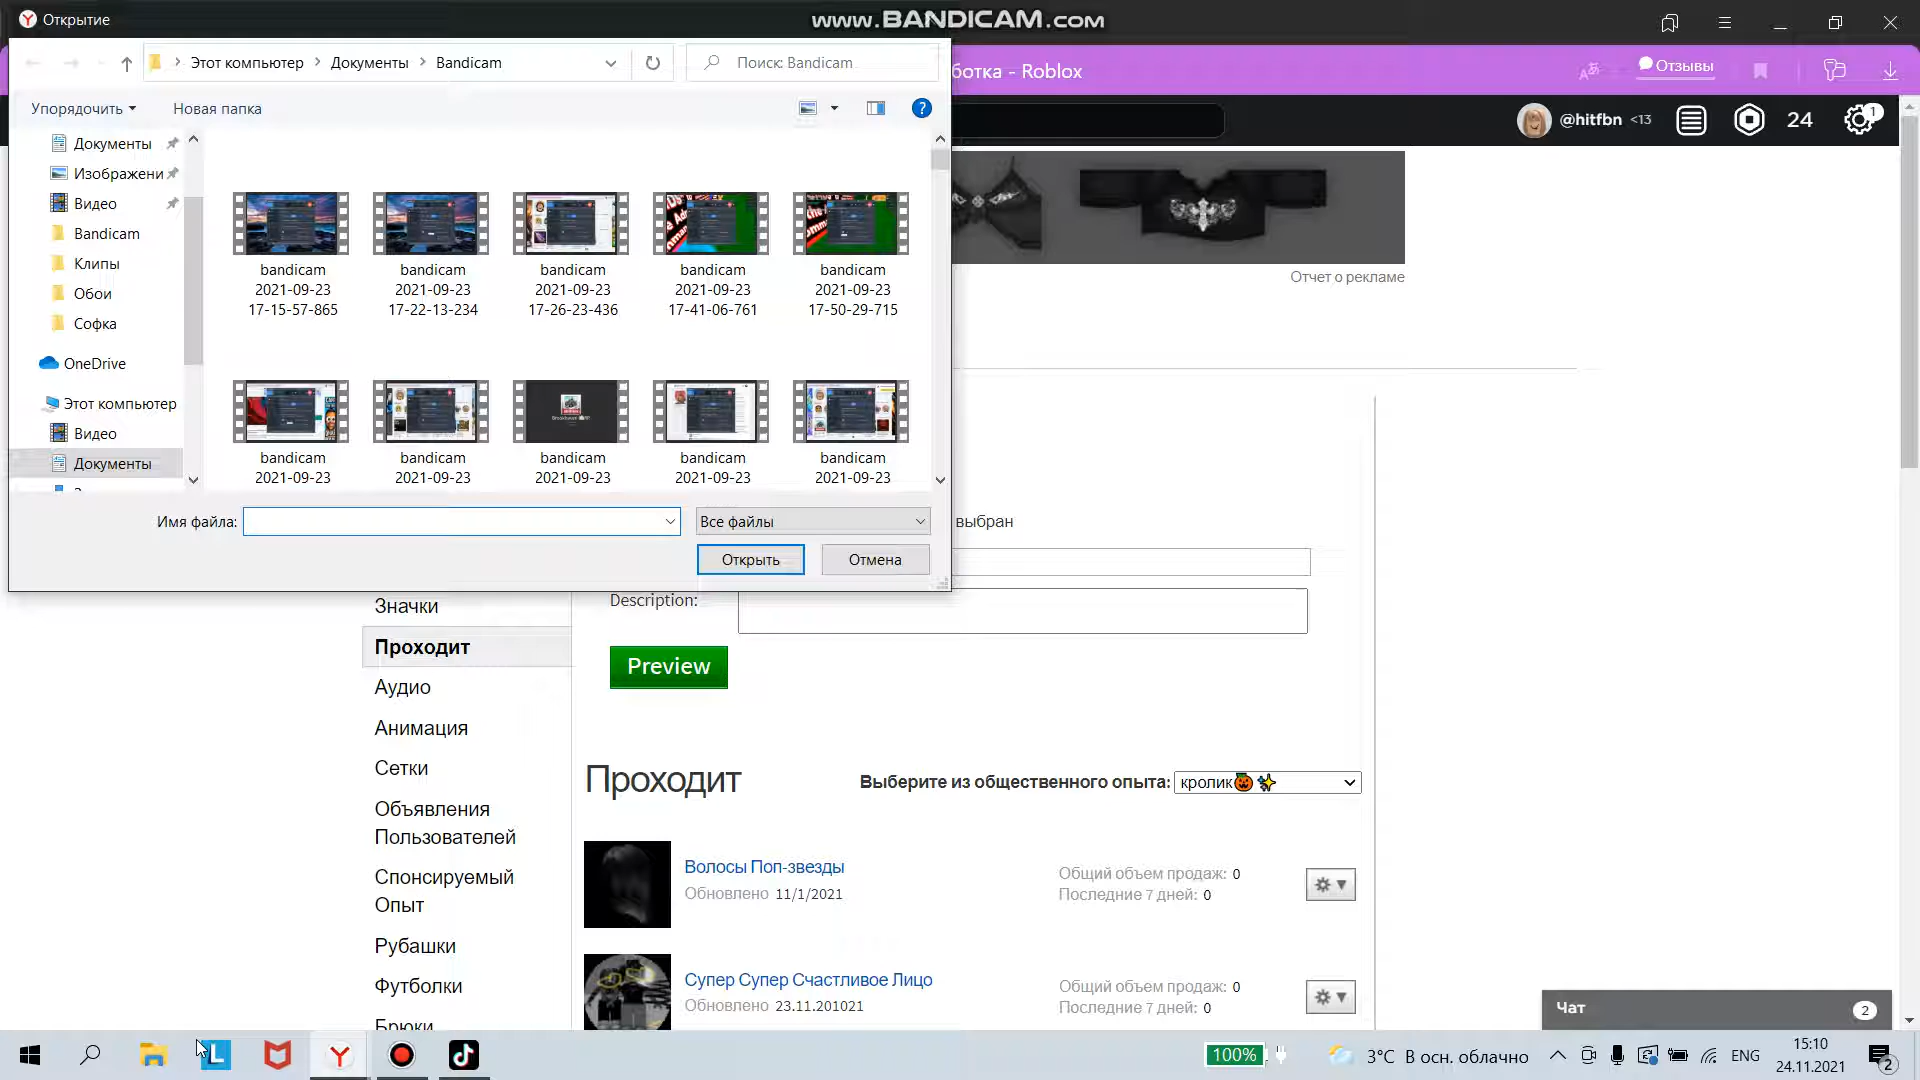 Открытие
www.BANDICAM.com
Этот компьютер
Документы
Bandicam
Поиск: Bandicam
ботка - Roblox
Отзывы
Упорядочить
Новая папка
@hitfbn <13
24
1
Документы
Изображени
Видео
Bandicam
Клипы
Обои
Софка
OneDrive
Этот компьютер
Видео
Документы
bandicam
2021-09-23
17-15-57-865
bandicam
2021-09-23
17-22-13-234
bandicam
2021-09-23
17-26-23-436
bandicam
2021-09-23
17-41-06-761
bandicam
2021-09-23
17-50-29-715
bandicam
2021-09-23
bandicam
2021-09-23
bandicam
2021-09-23
bandicam
2021-09-23
bandicam
2021-09-23
Имя файла:
Все файлы
Открыть
Отмена
Отчет о рекламе
выбран
Description:
Preview
Значки
Проходит
Аудио
Анимация
Сетки
Объявления
Пользователей
Спонсируемый
Опыт
Рубашки
Футболки
Брюки
Проходит
Выберите из общественного опыта:
кролик🎃✨
Волосы Поп-звезды
Обновлено 11/1/2021
Общий объем продаж: 0
Последние 7 дней: 0
Супер Супер Счастливое Лицо
Обновлено 23.11.201021
Общий объем продаж: 0
Последние 7 дней: 0
Чат
2
100%
3°C В осн. облачно
ENG
15:10
24.11.2021
2